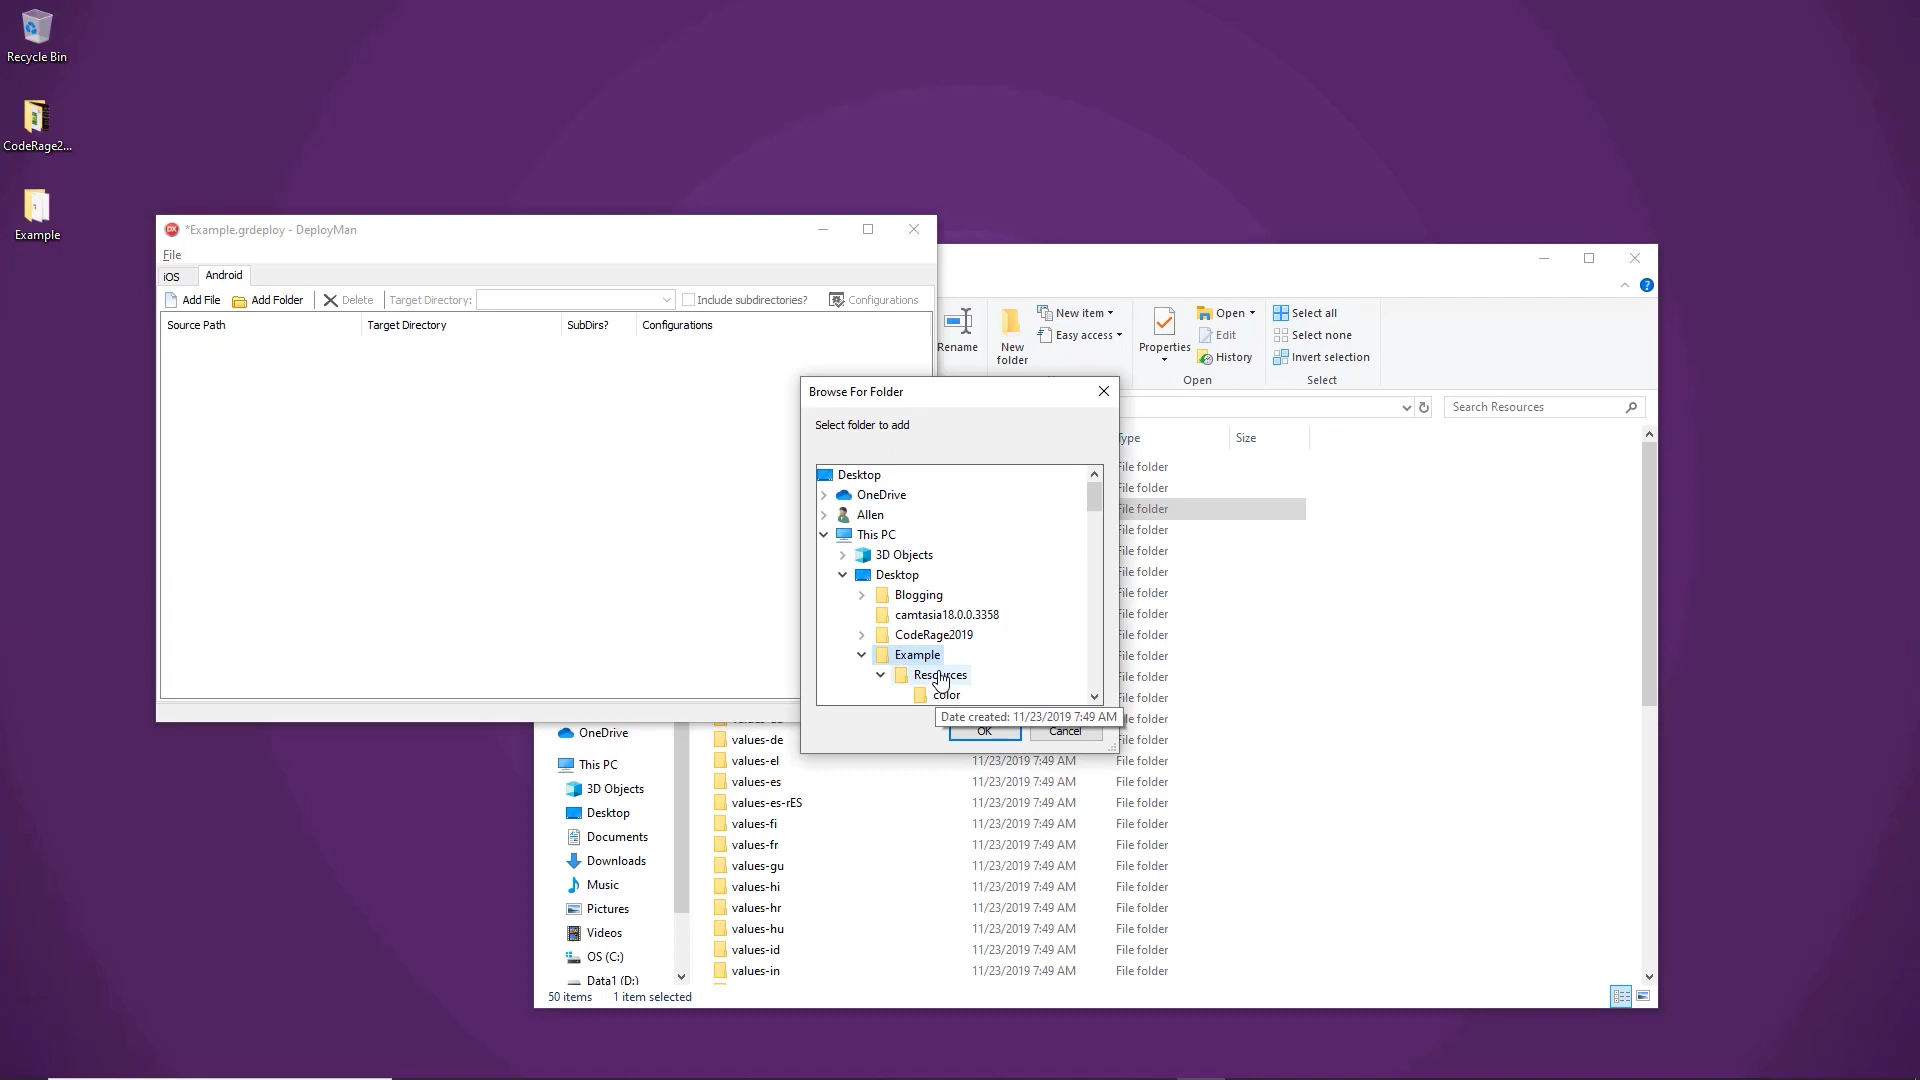 Recycle Bin
CodeRage2...
Example
*Example.grdeploy - DeployMan
File
iOS
Android
Add File
Add Folder
Delete
Target Directory:
Include subdirectories?
Configurations
Source Path
Target Directory
SubDirs?
Configurations
Rename
New folder
New item
Easy access
Properties
Open
Edit
History
Open
Select all
Select none
Invert selection
Select
Search Resources
Type
Size
File folder
File folder
File folder
File folder
File folder
File folder
File folder
File folder
File folder
File folder
File folder
File folder
Browse For Folder
Select folder to add
Desktop
OneDrive
Allen
This PC
3D Objects
Desktop
Blogging
camtasia18.0.0.3358
CodeRage2019
Example
Resources
color
Date created: 11/23/2019 7:49 AM
OK
Cancel
OneDrive
This PC
3D Objects
Desktop
Documents
Downloads
Music
Pictures
Videos
OS (C:)
Data1 (D:)
values-de 11/23/2019 7:49 AM File folder
values-el 11/23/2019 7:49 AM File folder
values-es 11/23/2019 7:49 AM File folder
values-es-rES 11/23/2019 7:49 AM File folder
values-fi 11/23/2019 7:49 AM File folder
values-fr 11/23/2019 7:49 AM File folder
values-gu 11/23/2019 7:49 AM File folder
values-hi 11/23/2019 7:49 AM File folder
values-hr 11/23/2019 7:49 AM File folder
values-hu 11/23/2019 7:49 AM File folder
values-id 11/23/2019 7:49 AM File folder
values-in 11/23/2019 7:49 AM File folder
50 items 1 item selected